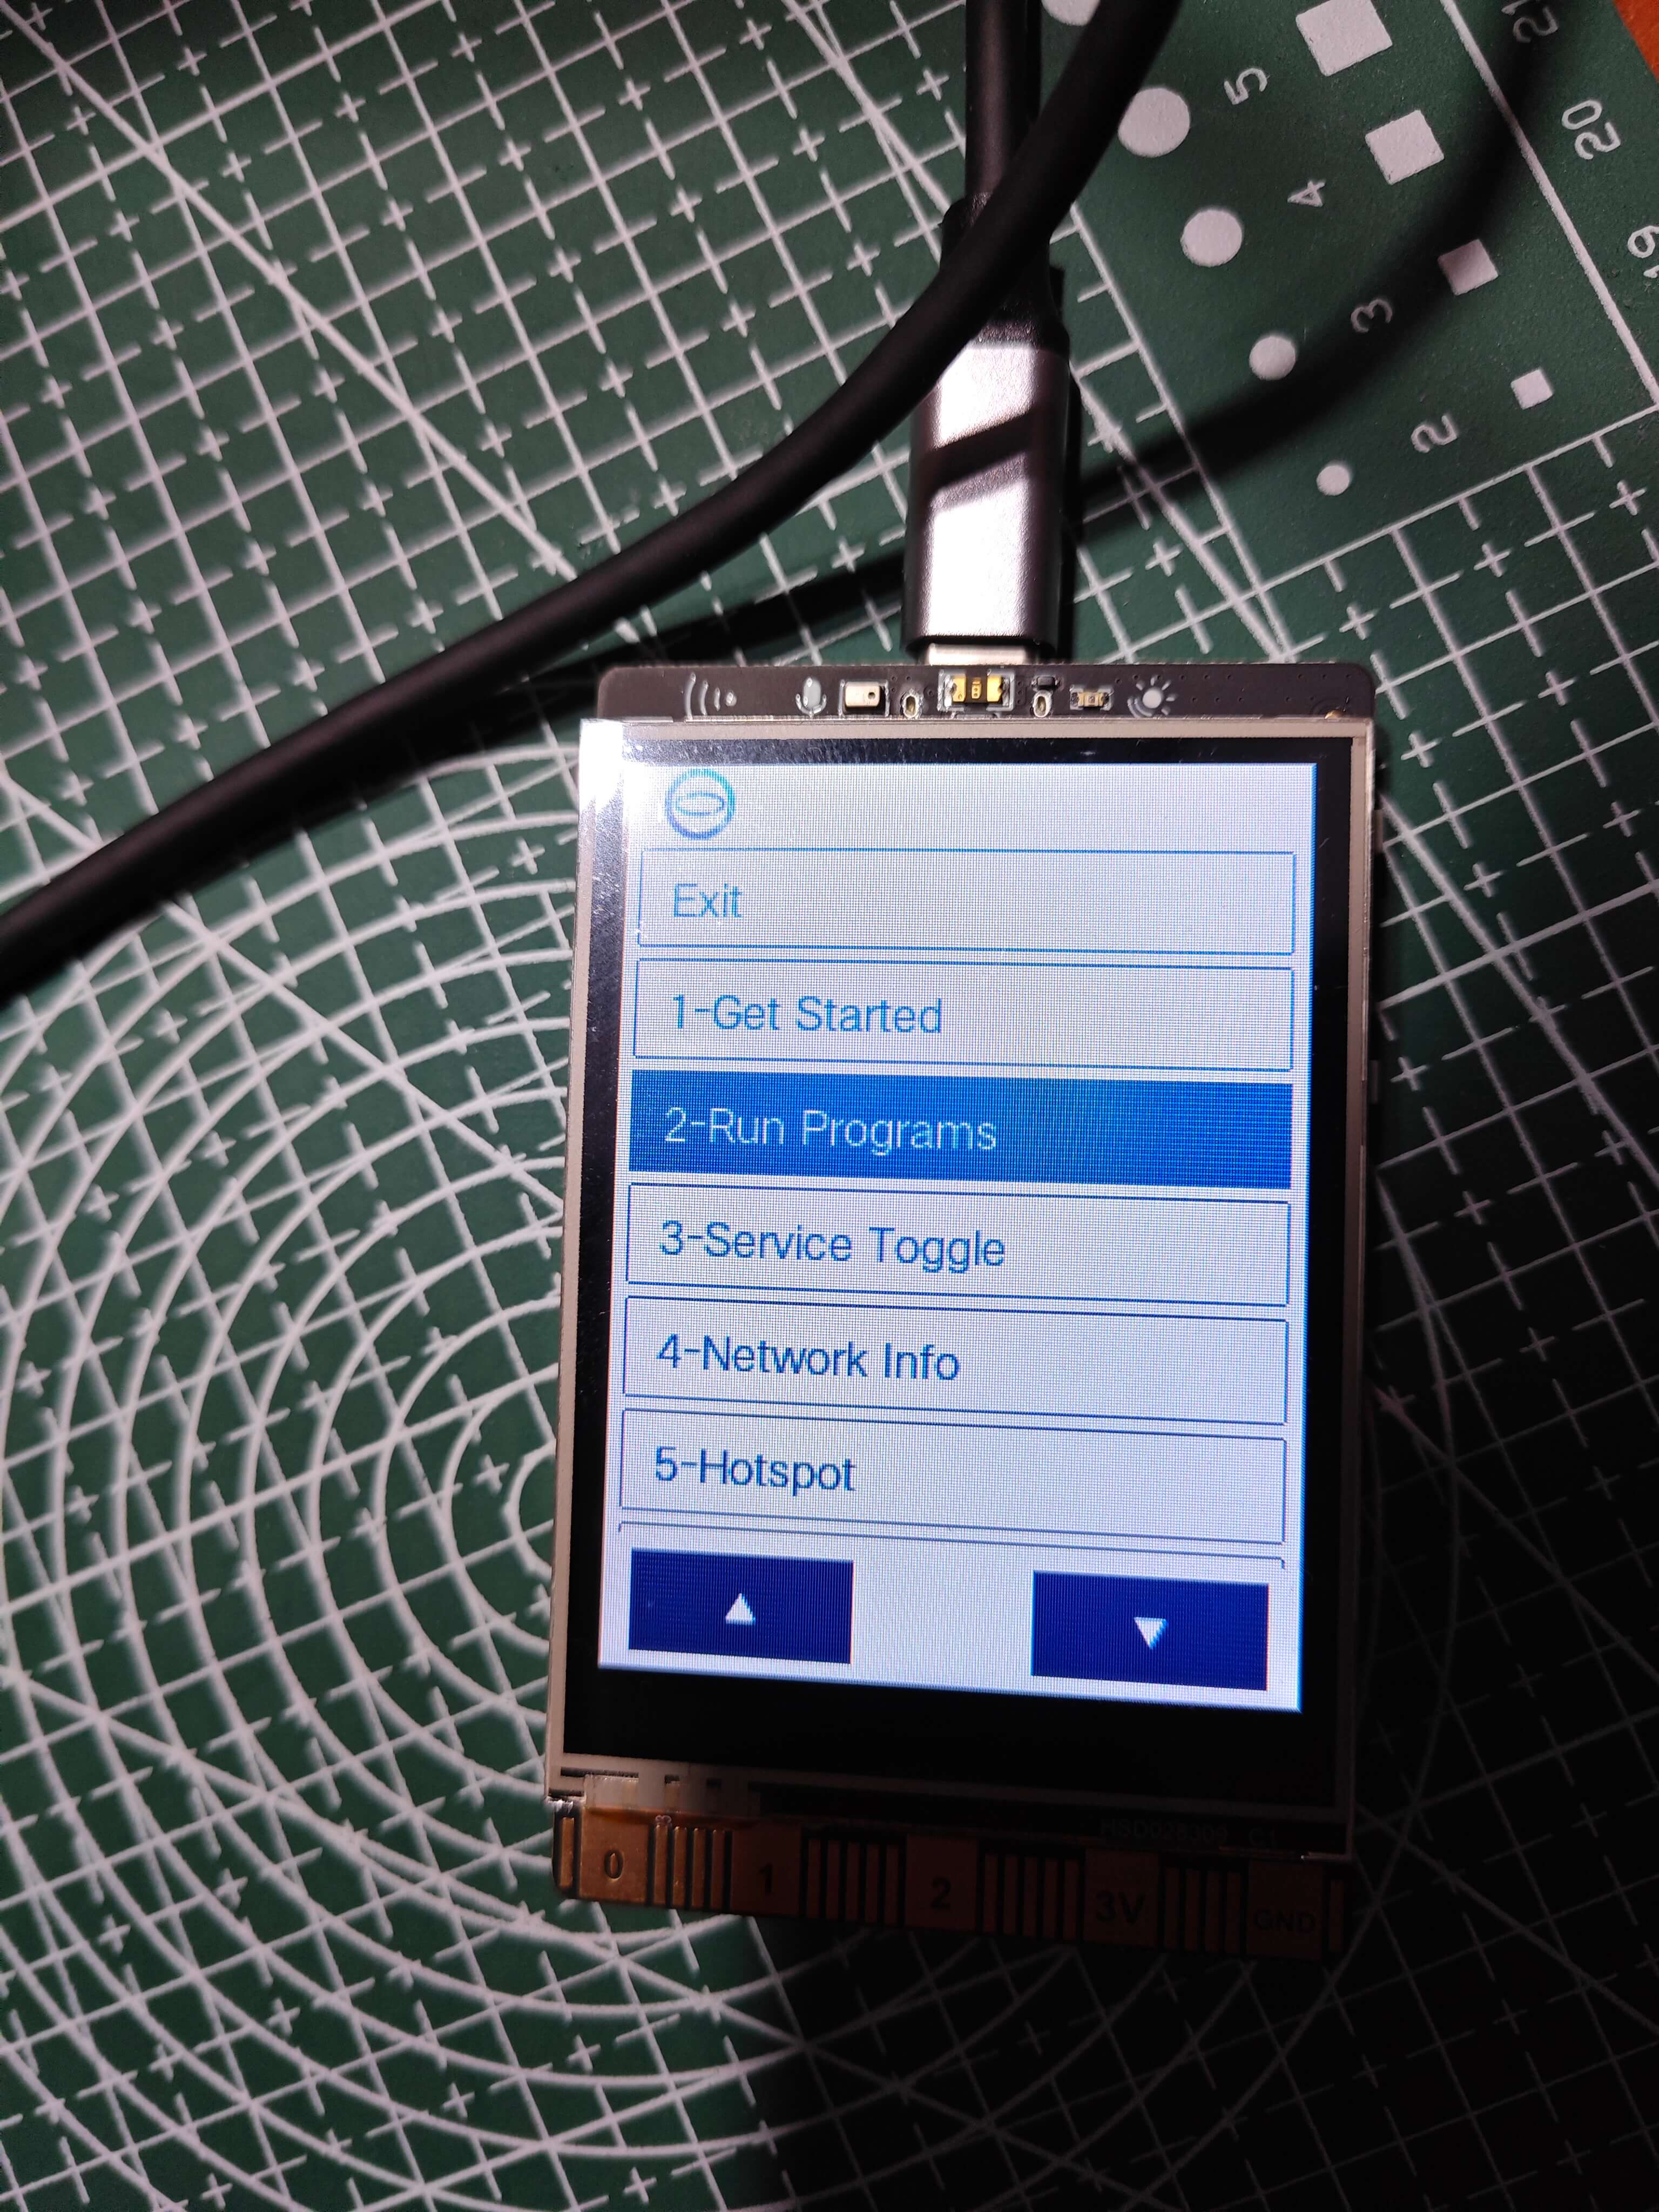 21
5
20
4
19
3
2
Exit
1-Get Started
2-Run Programs
3-Service Toggle
4-Network Info
5-Hotspot
0
1
2
3V
GND